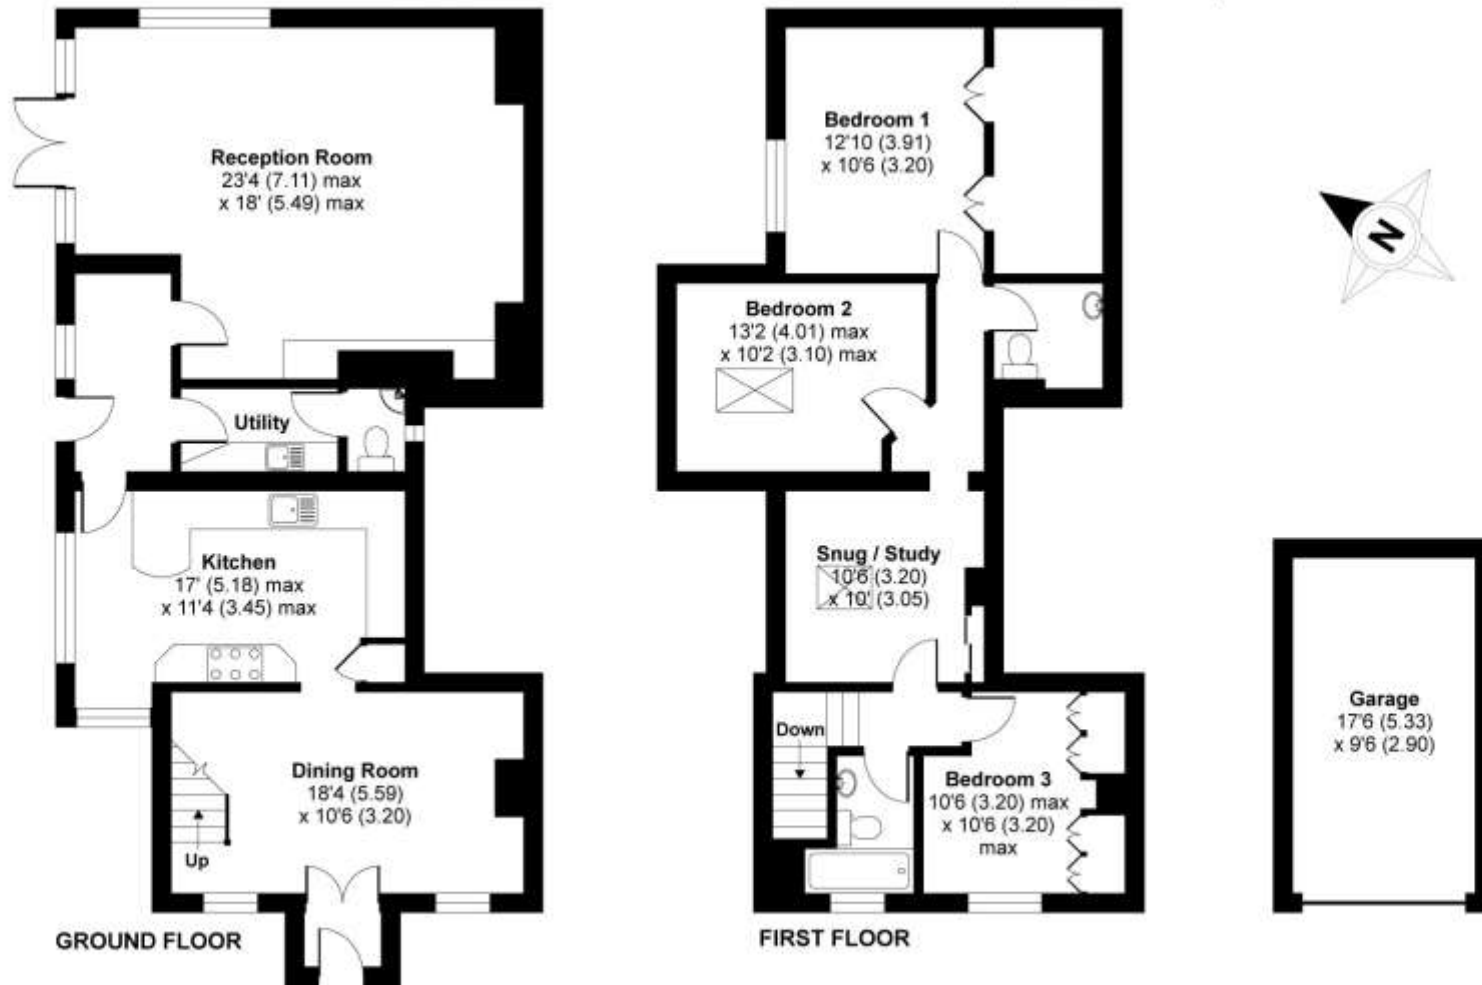 Reception Room
23'4 (7.11) max
x 18' (5.49) max
Utility
Kitchen
17' (5.18) max
x 11'4 (3.45) max
Dining Room
18'4 (5.59)
x 10'6 (3.20)
Up
GROUND FLOOR
Bedroom 1
12'10 (3.91)
x 10'6 (3.20)
Bedroom 2
13'2 (4.01) max
x 10'2 (3.10) max
Snug / Study
10'6 (3.20)
x 10' (3.05)
Down
Bedroom 3
10'6 (3.20) max
x 10'6 (3.20)
max
FIRST FLOOR
N
Garage
17'6 (5.33)
x 9'6 (2.90)